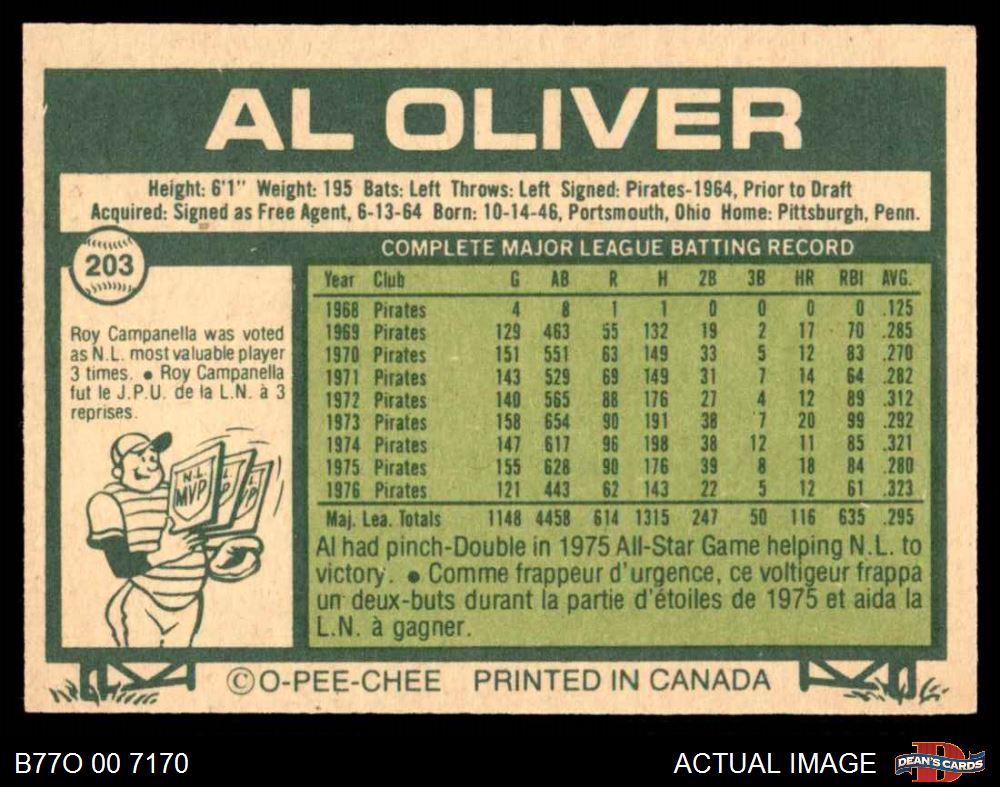 AL OLIVER
Height: 6'1" Weight: 195 Bats: Left Throws: Left Signed: Pirates-1964, Prior to Draft
Acquired: Signed as Free Agent, 6-13-64 Born: 10-14-46, Portsmouth, Ohio Home: Pittsburgh, Penn.
203
Roy Campanella was voted
as N.L. most valuable player
3 times. ● Roy Campanella
fut le J.P.U. de la L.N. à 3
reprises.
N.L. MVP
COMPLETE MAJOR LEAGUE BATTING RECORD
Year Club G AB R H 2B 3B HR RBI AVG.
1968 Pirates 4 8 1 1 0 0 0 0 .125
1969 Pirates 129 463 55 132 19 2 17 70 .285
1970 Pirates 151 551 63 149 33 5 12 83 .270
1971 Pirates 143 529 69 149 31 7 14 64 .282
1972 Pirates 140 565 88 176 27 4 12 89 .312
1973 Pirates 158 654 90 191 38 7 20 99 .292
1974 Pirates 147 617 96 198 38 12 11 85 .321
1975 Pirates 155 628 90 176 39 8 18 84 .280
1976 Pirates 121 443 62 143 22 5 12 61 .323
Maj. Lea. Totals 1148 4458 614 1315 247 50 116 635 .295
Al had pinch-Double in 1975 All-Star Game helping N.L. to
victory. ● Comme frappeur d'urgence, ce voltigeur frappa
un deux-buts durant la partie d'étoiles de 1975 et aida la
L.N. à gagner.
©O-PEE-CHEE PRINTED IN CANADA
B77O 00 7170
ACTUAL IMAGE
DEAN'S CARDS